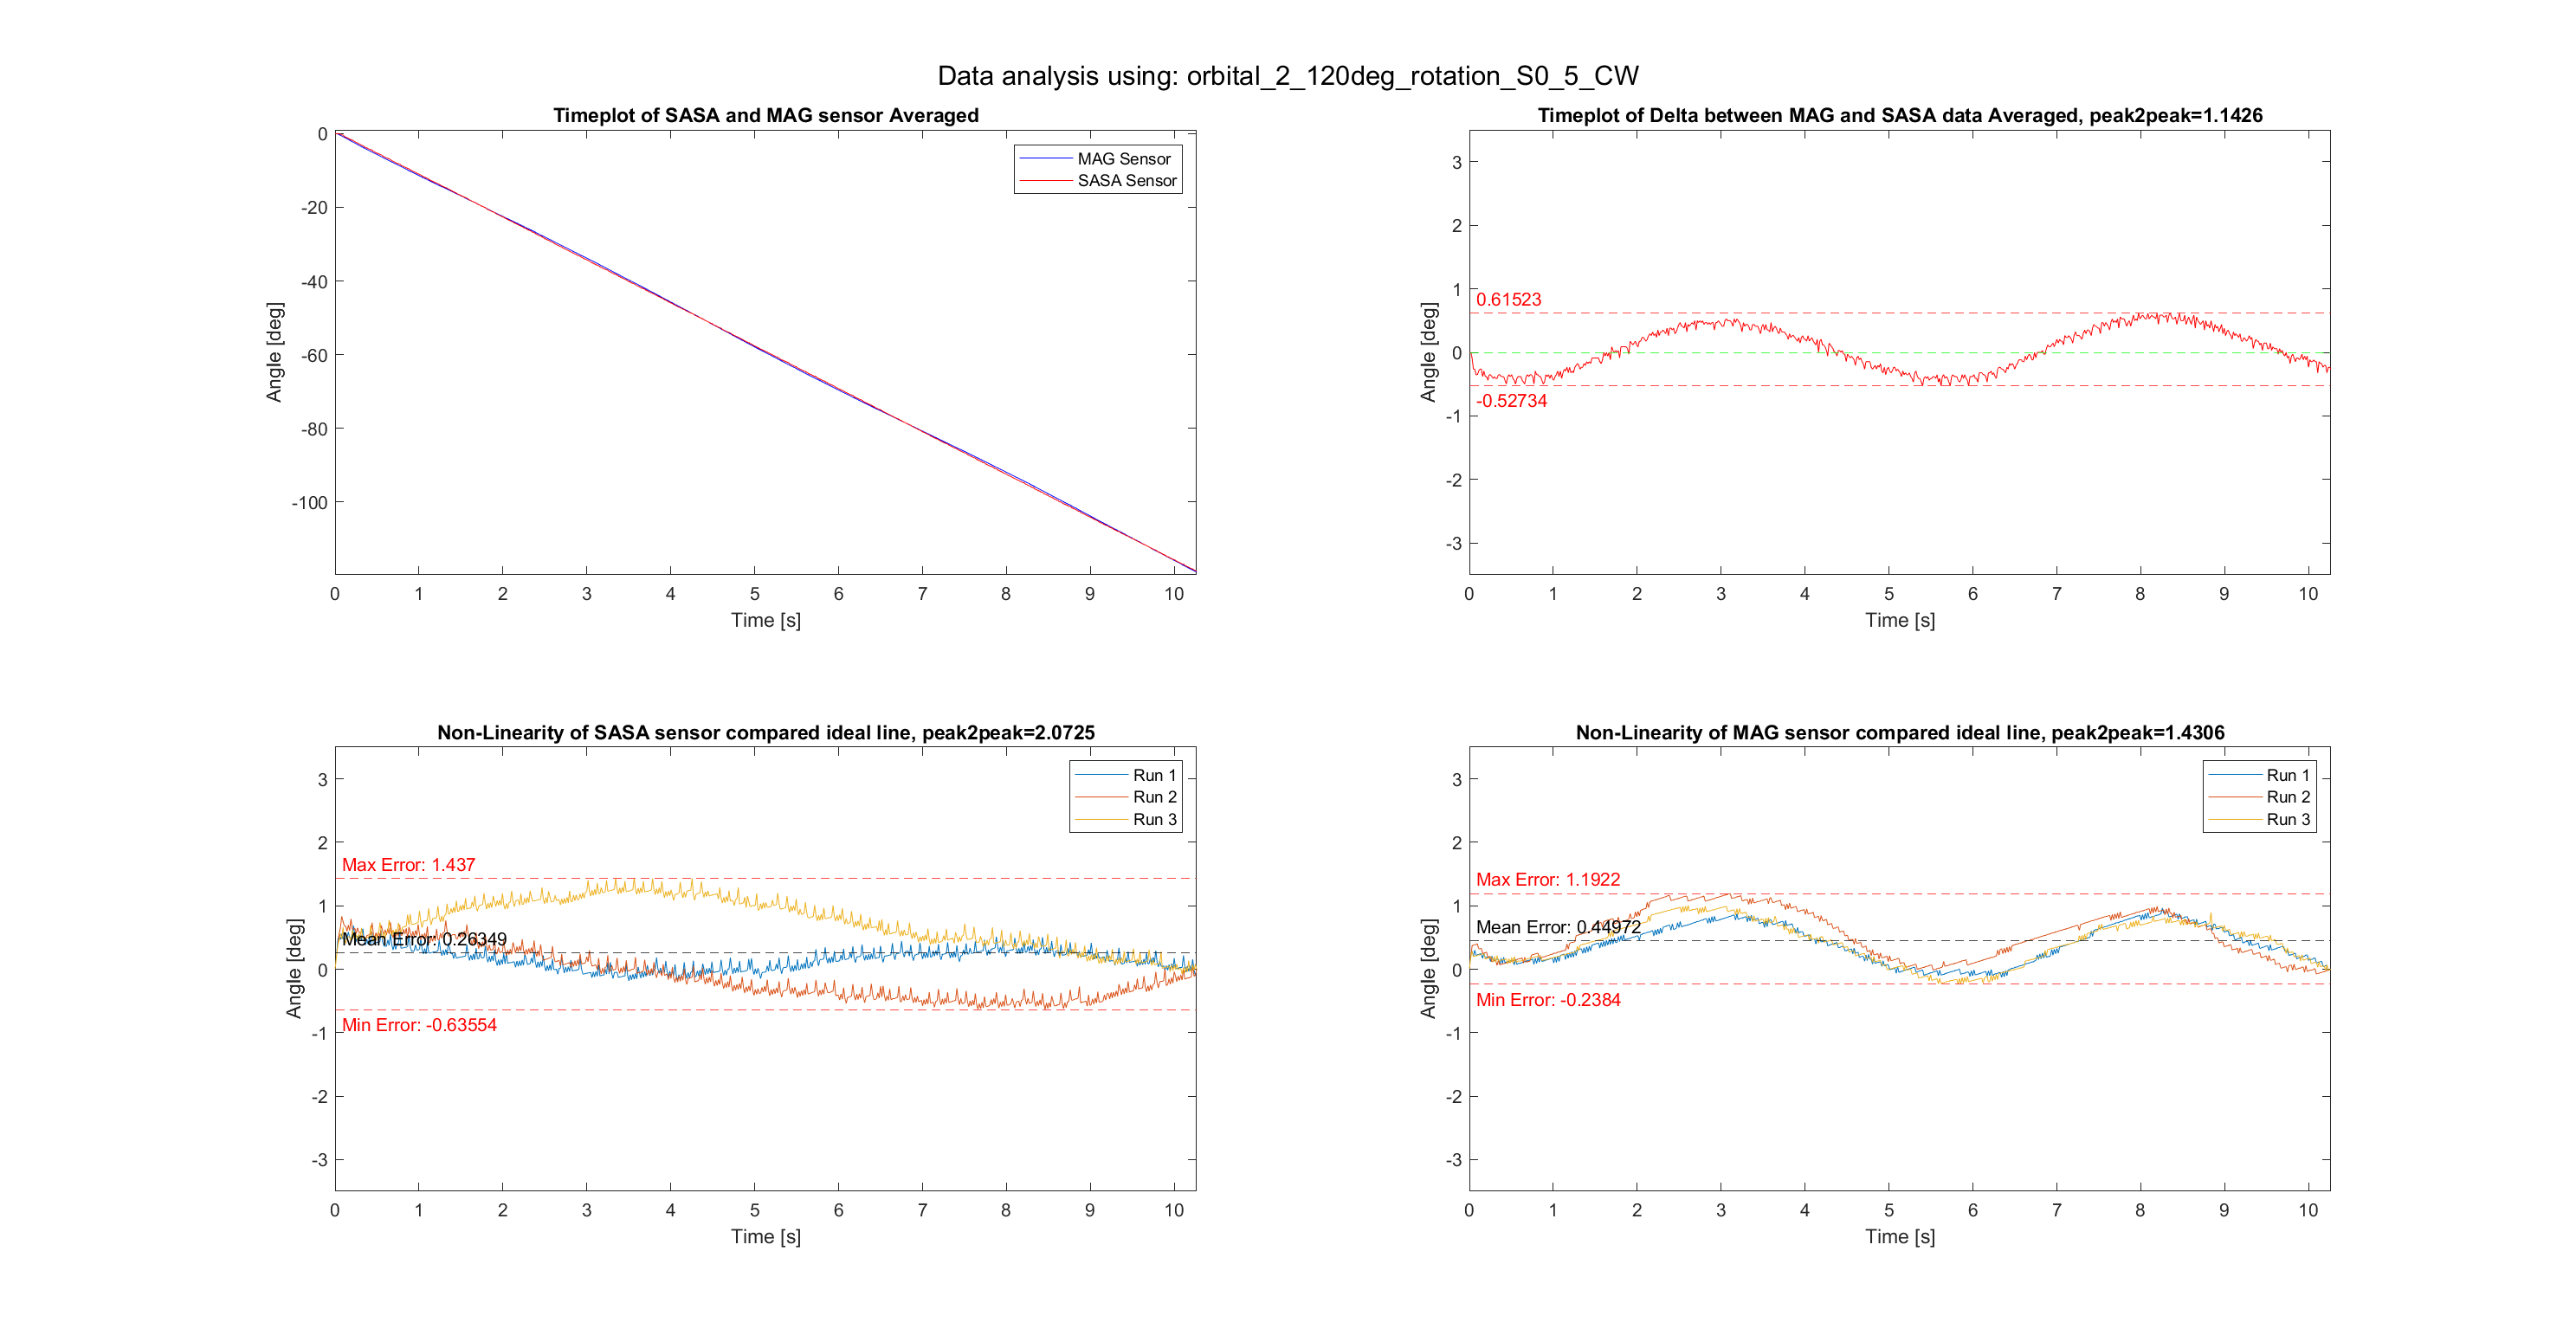 Data analysis using: orbital_2_120deg_rotation_S0_5_CW
Timeplot of SASA and MAG sensor Averaged
0
-20
-40
-60
-80
-100
Angle [deg]
MAG Sensor
SASA Sensor
0 1 2 3 4 5 6 7 8 9 10
Time [s]
Timeplot of Delta between MAG and SASA data Averaged, peak2peak=1.1426
3
2
1
0
-1
-2
-3
Angle [deg]
0.61523
-0.52734
0 1 2 3 4 5 6 7 8 9 10
Time [s]
Non-Linearity of SASA sensor compared ideal line, peak2peak=2.0725
3
2
1
0
-1
-2
-3
Angle [deg]
Run 1
Run 2
Run 3
Max Error: 1.437
Mean Error: 0.26349
Min Error: -0.63554
0 1 2 3 4 5 6 7 8 9 10
Time [s]
Non-Linearity of MAG sensor compared ideal line, peak2peak=1.4306
3
2
1
0
-1
-2
-3
Angle [deg]
Run 1
Run 2
Run 3
Max Error: 1.1922
Mean Error: 0.44972
Min Error: -0.2384
0 1 2 3 4 5 6 7 8 9 10
Time [s]